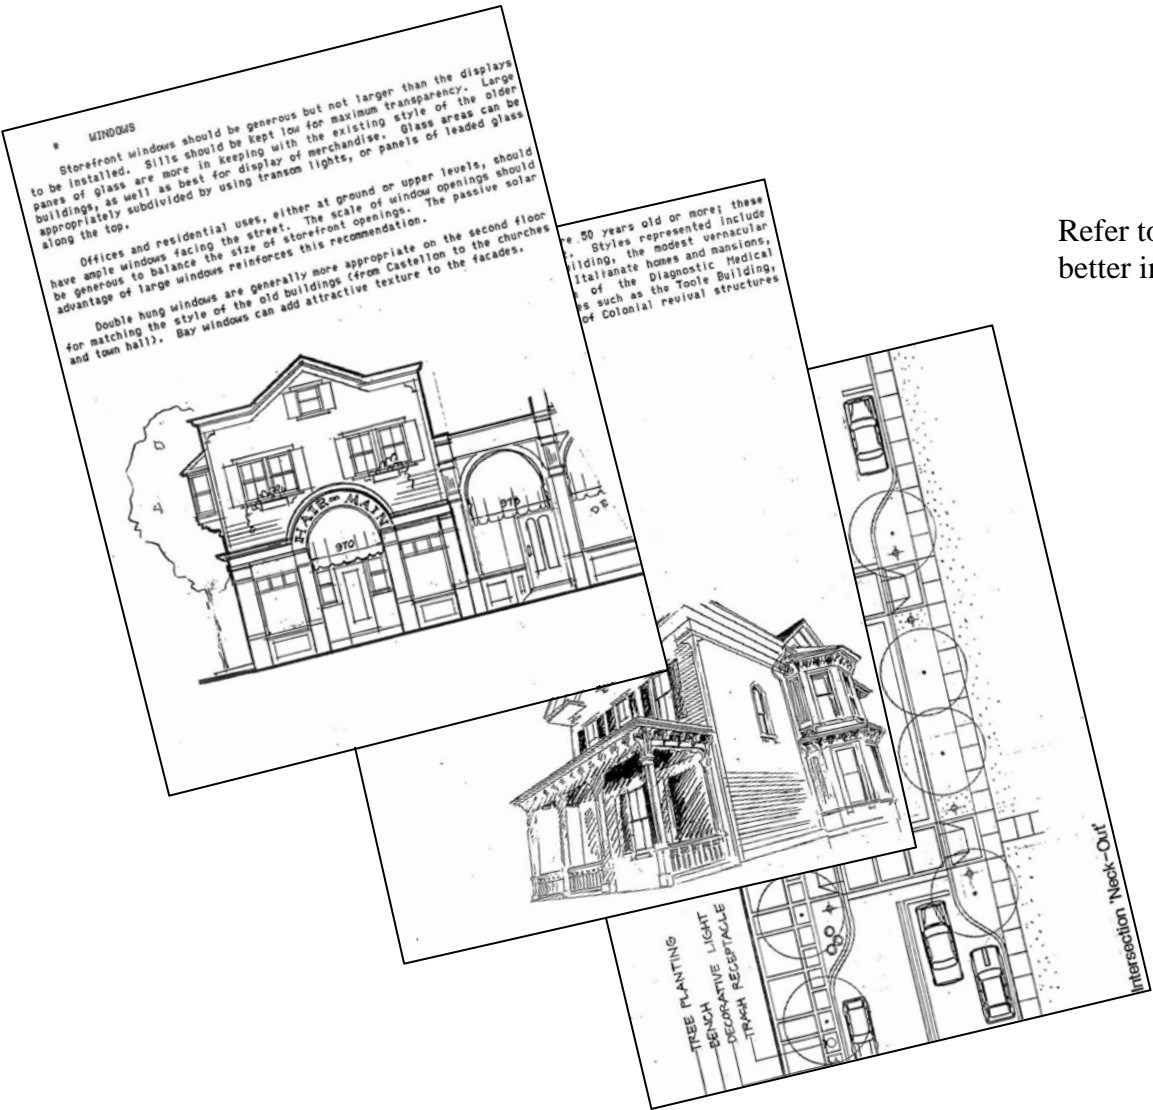 * WINDOWS
Storefront windows should be generous but not larger than the displays
to be installed. Sills should be kept low for maximum transparency. Large
panes of glass are more in keeping with the existing style of the older
buildings, as well as best for display of merchandise. Glass areas can be
appropriately subdivided by using transom lights, or panels of leaded glass
along the top.
Offices and residential uses, either at ground or upper levels, should
have ample windows facing the street. The scale of window openings should
be generous to balance the size of storefront openings. The passive solar
advantage of large windows reinforces this recommendation.
Double hung windows are generally more appropriate on the second floor
for matching the style of the old buildings (from Castellon to the churches
and town hall). Bay windows can add attractive texture to the facades.
HAIR on MAIN
970
976
DE
re 50 years old or more; these
. Styles represented include
ilding, the modest vernacular
Italianate homes and mansions,
of the Diagnostic Medical
es such as the Toole Building,
of Colonial revival structures
Refer to
better in
TREE PLANTING
BENCH
DECORATIVE LIGHT
TRASH RECEPTACLE
Intersection 'Neck-Out'